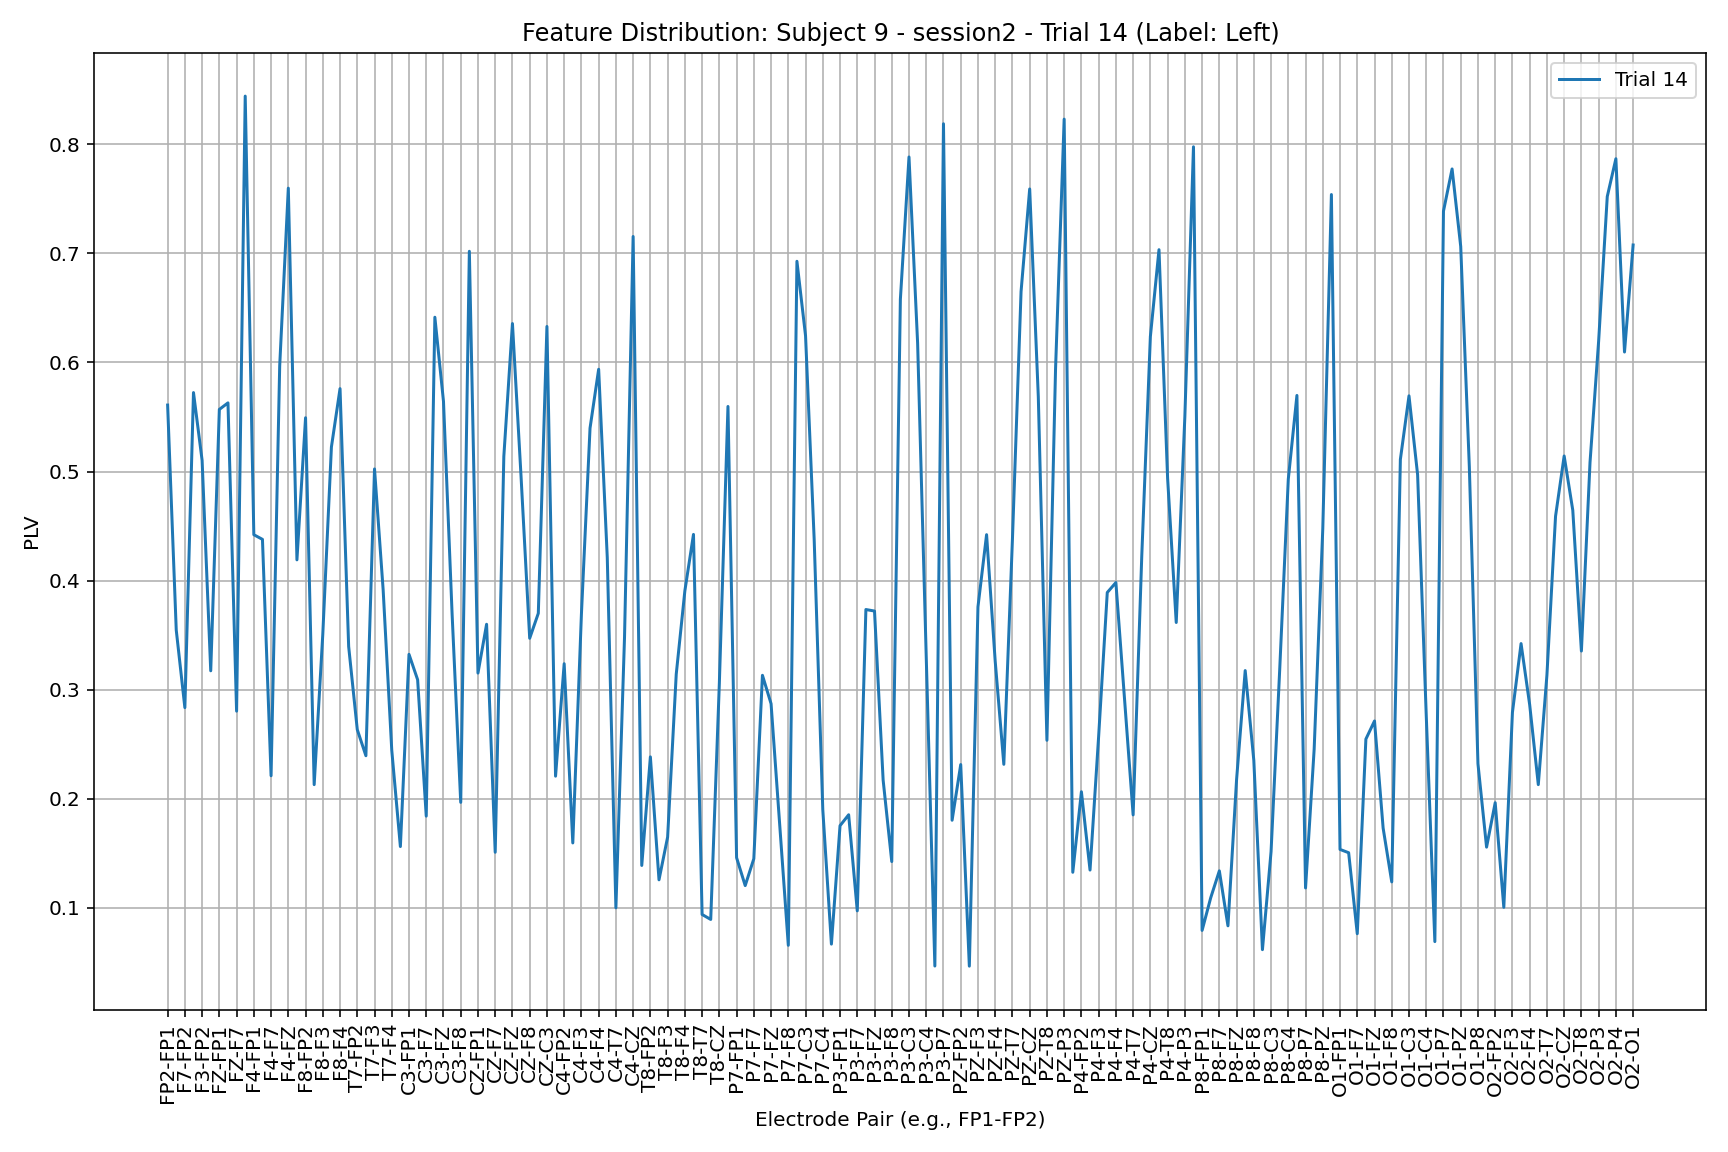 Feature Distribution: Subject 9 - session2 - Trial 14 (Label: Left)
Trial 14
PLV
0.8
0.7
0.6
0.5
0.4
0.3
0.2
0.1
FP2-FP1
F7-FP2
F3-FP2
FZ-FP1
FZ-F7
F4-FP1
F4-F7
F4-FZ
F8-FP2
F8-F3
F8-F4
T7-FP2
T7-F3
T7-F4
C3-FP1
C3-F7
C3-FZ
C3-F8
CZ-FP1
CZ-F7
CZ-FZ
CZ-F8
CZ-C3
C4-FP2
C4-F3
C4-F4
C4-T7
C4-CZ
T8-FP2
T8-F3
T8-F4
T8-T7
T8-CZ
P7-FP1
P7-F7
P7-FZ
P7-F8
P7-C3
P7-C4
P3-FP1
P3-F7
P3-FZ
P3-F8
P3-C3
P3-C4
P3-P7
PZ-FP2
PZ-F3
PZ-F4
PZ-T7
PZ-CZ
PZ-T8
PZ-P3
P4-FP2
P4-F3
P4-F4
P4-T7
P4-CZ
P4-T8
P4-P3
P8-FP1
P8-F7
P8-FZ
P8-F8
P8-C3
P8-C4
P8-P7
P8-PZ
O1-FP1
O1-F7
O1-FZ
O1-F8
O1-C3
O1-C4
O1-P7
O1-PZ
O1-P8
O2-FP2
O2-F3
O2-F4
O2-T7
O2-CZ
O2-T8
O2-P3
O2-P4
O2-O1
Electrode Pair (e.g., FP1-FP2)